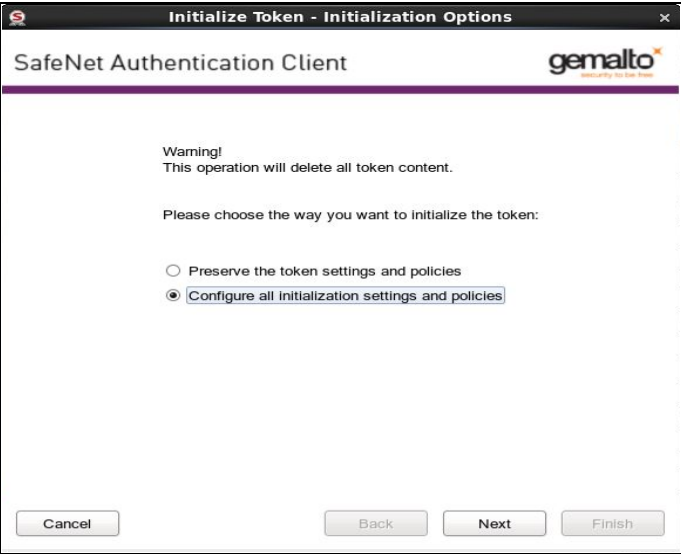 Initialize Token - Initialization Options
SafeNet Authentication Client
gemalto
security to be free
Warning!
This operation will delete all token content.
Please choose the way you want to initialize the token:
Preserve the token settings and policies
Configure all initialization settings and policies
Cancel
Back
Next
Finish